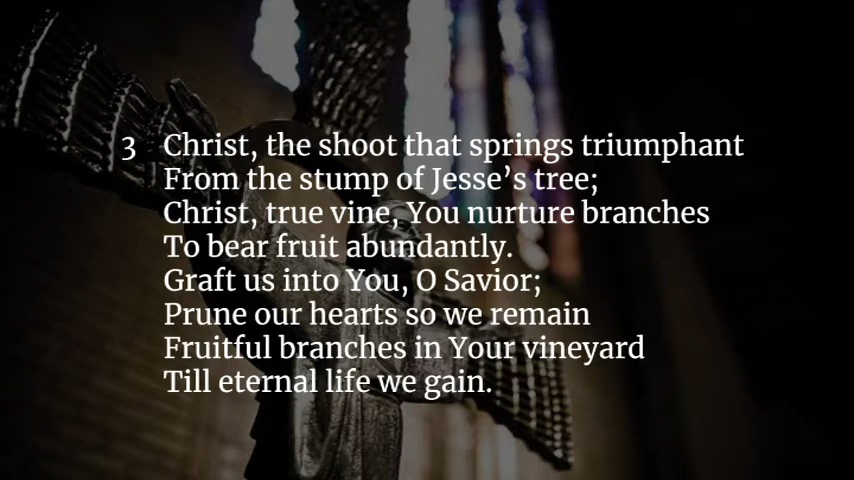 3 Christ, the shoot that springs triumphant
From the stump of Jesse’s tree;
Christ, true vine, You nurture branches
To bear fruit abundantly.
Graft us into You, O Savior;
Prune our hearts so we remain
Fruitful branches in Your vineyard
Till eternal life we gain.